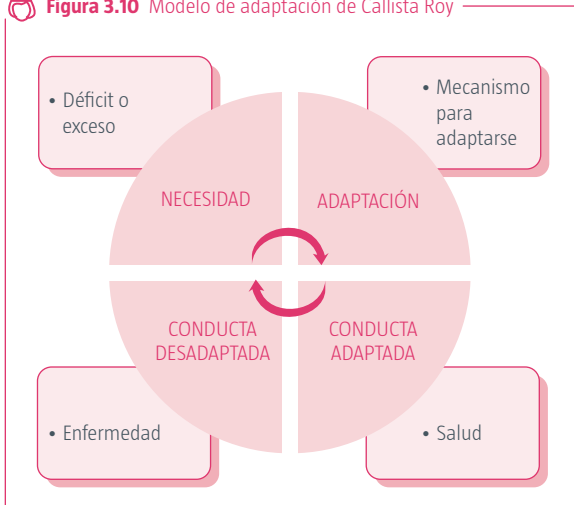 Figura 3.10 Modelo de adaptación de Callista Roy
• Déficit o
exceso
• Mecanismo
para
adaptarse
NECESIDAD
ADAPTACIÓN
CONDUCTA
DESADAPTADA
CONDUCTA
ADAPTADA
• Enfermedad
• Salud